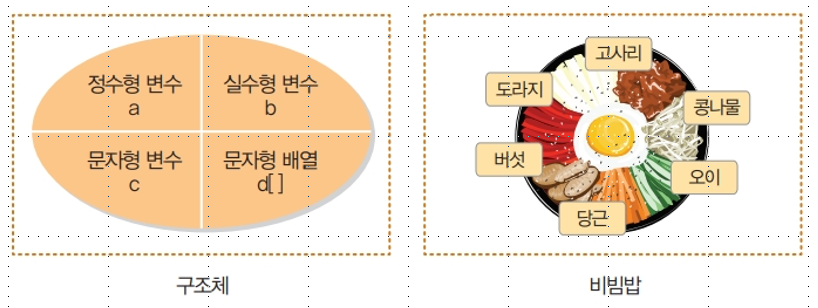 정수형 변수
a
실수형 변수
b
문자형 변수
c
문자형 배열
d[ ]
구조체
고사리
도라지
콩나물
버섯
오이
당근
비빔밥